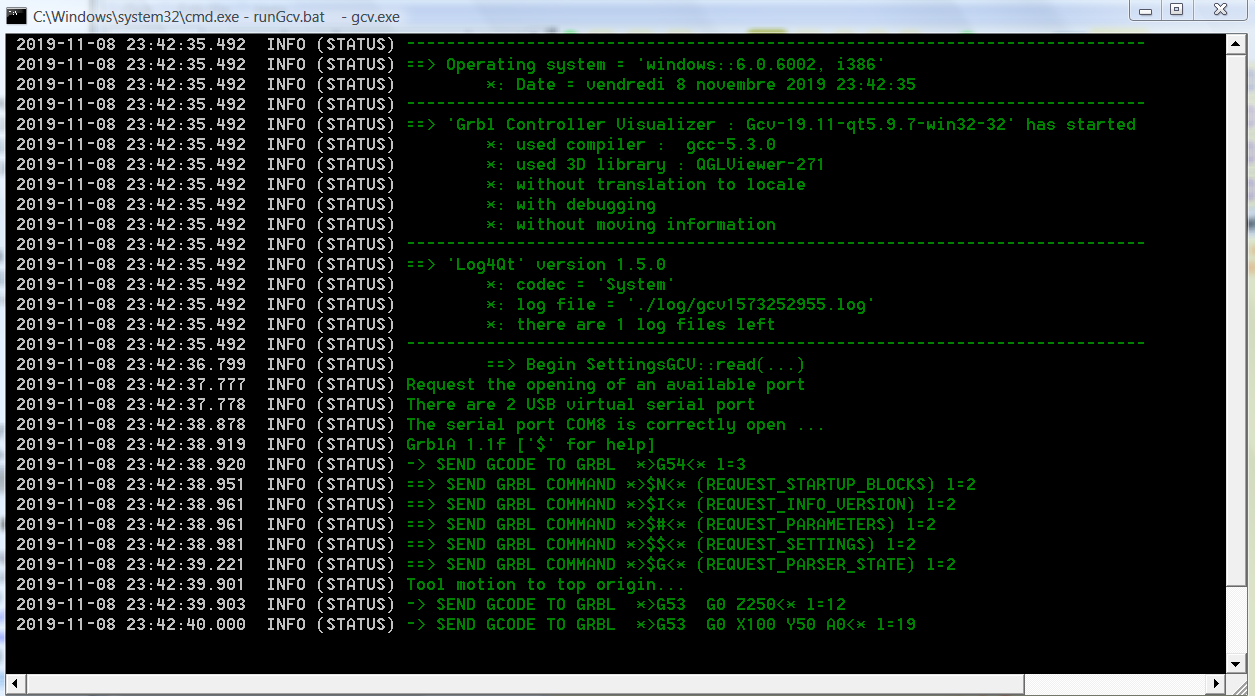 C:\Windows\system32\cmd.exe - runGcv.bat    - gcv.exe
2019-11-08 23:42:35.492  INFO (STATUS) --------------------------------------------------------------------------
2019-11-08 23:42:35.492  INFO (STATUS) ==> Operating system = 'windows::6.0.6002, i386'
2019-11-08 23:42:35.492  INFO (STATUS)         *: Date = vendredi 8 novembre 2019 23:42:35
2019-11-08 23:42:35.492  INFO (STATUS) --------------------------------------------------------------------------
2019-11-08 23:42:35.492  INFO (STATUS) ==> 'Grbl Controller Visualizer : Gcv-19.11-qt5.9.7-win32-32' has started
2019-11-08 23:42:35.492  INFO (STATUS)         *: used compiler :  gcc-5.3.0
2019-11-08 23:42:35.492  INFO (STATUS)         *: used 3D library : QGLViewer-271
2019-11-08 23:42:35.492  INFO (STATUS)         *: without translation to locale
2019-11-08 23:42:35.492  INFO (STATUS)         *: with debugging
2019-11-08 23:42:35.492  INFO (STATUS)         *: without moving information
2019-11-08 23:42:35.492  INFO (STATUS) --------------------------------------------------------------------------
2019-11-08 23:42:35.492  INFO (STATUS) ==> 'Log4Qt' version 1.5.0
2019-11-08 23:42:35.492  INFO (STATUS)         *: codec = 'System'
2019-11-08 23:42:35.492  INFO (STATUS)         *: log file = './log/gcv1573252955.log'
2019-11-08 23:42:35.492  INFO (STATUS)         *: there are 1 log files left
2019-11-08 23:42:35.492  INFO (STATUS) --------------------------------------------------------------------------
2019-11-08 23:42:36.799  INFO (STATUS)         ==> Begin SettingsGCV::read(...)
2019-11-08 23:42:37.777  INFO (STATUS) Request the opening of an available port
2019-11-08 23:42:37.778  INFO (STATUS) There are 2 USB virtual serial port
2019-11-08 23:42:38.878  INFO (STATUS) The serial port COM8 is correctly open ...
2019-11-08 23:42:38.919  INFO (STATUS) GrblA 1.1f ['$' for help]
2019-11-08 23:42:38.920  INFO (STATUS) -> SEND GCODE TO GRBL  *>G54<* l=3
2019-11-08 23:42:38.951  INFO (STATUS) ==> SEND GRBL COMMAND *>$N<* (REQUEST_STARTUP_BLOCKS) l=2
2019-11-08 23:42:38.961  INFO (STATUS) ==> SEND GRBL COMMAND *>$I<* (REQUEST_INFO_VERSION) l=2
2019-11-08 23:42:38.961  INFO (STATUS) ==> SEND GRBL COMMAND *>$#<* (REQUEST_PARAMETERS) l=2
2019-11-08 23:42:38.981  INFO (STATUS) ==> SEND GRBL COMMAND *>$$<* (REQUEST_SETTINGS) l=2
2019-11-08 23:42:39.221  INFO (STATUS) ==> SEND GRBL COMMAND *>$G<* (REQUEST_PARSER_STATE) l=2
2019-11-08 23:42:39.901  INFO (STATUS) Tool motion to top origin...
2019-11-08 23:42:39.903  INFO (STATUS) -> SEND GCODE TO GRBL  *>G53  G0 Z250<* l=12
2019-11-08 23:42:40.000  INFO (STATUS) -> SEND GCODE TO GRBL  *>G53  G0 X100 Y50 A0<* l=19